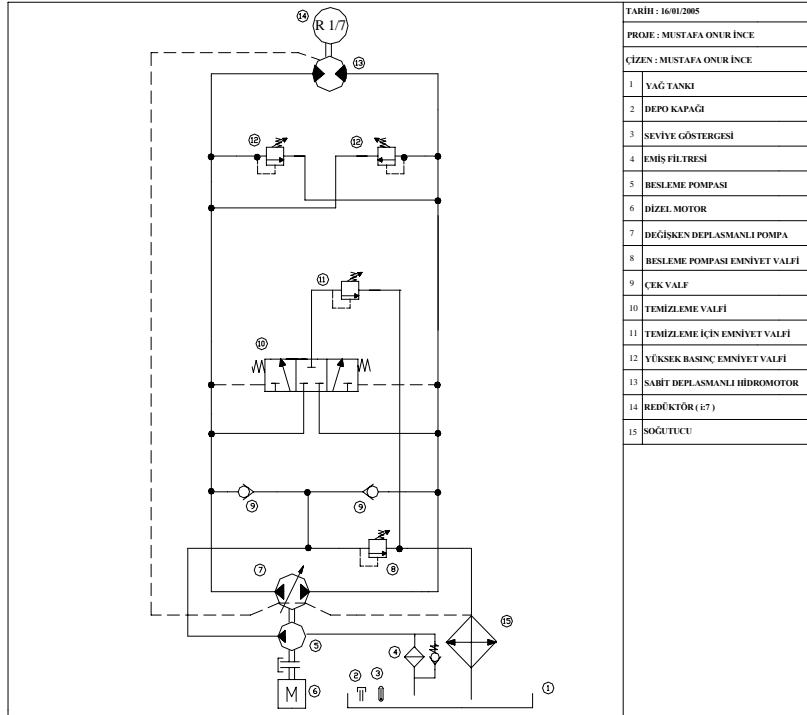 TARİH : 16/01/2005
PROJE : MUSTAFA ONUR İNCE
ÇİZEN : MUSTAFA ONUR İNCE
1 YAĞ TANKI
2 DEPO KAPAĞI
3 SEVİYE GÖSTERGESİ
4 EMİŞ FİLTRESİ
5 BESLEME POMPASI
6 DİZEL MOTOR
7 DEĞİŞKEN DEPLASMANLI POMPA
8 BESLEME POMPASI EMNİYET VALFİ
9 ÇEK VALF
10 TEMİZLEME VALFİ
11 TEMİZLEME İÇİN EMNİYET VALFİ
12 YÜKSEK BASINÇ EMNİYET VALFİ
13 SABİT DEPLASMANLI HİDROMOTOR
14 REDÜKTÖR ( i:7 )
15 SOĞUTUCU
14
R 1/7
13
12
12
11
10
9
9
7
8
5
15
4
2
3
M
6
1